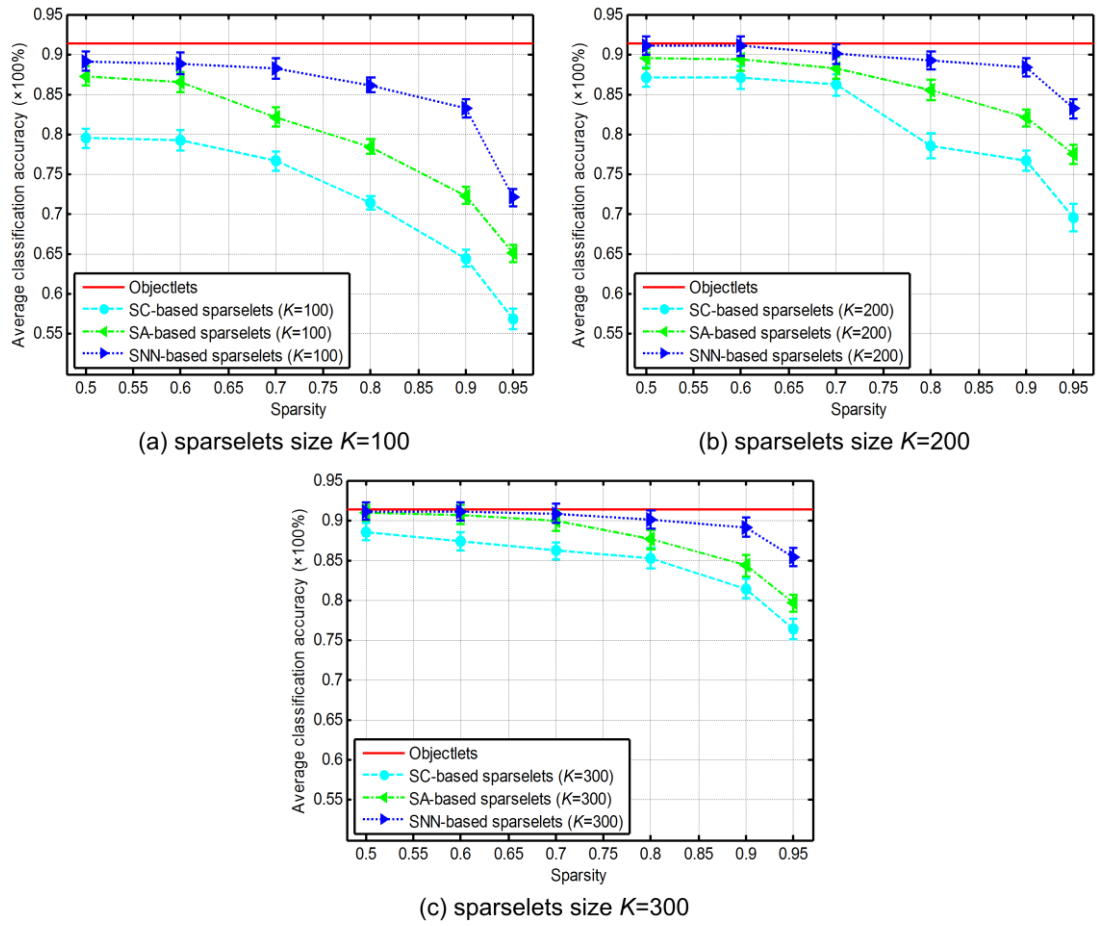 0.95
0.9
0.85
0.8
0.75
0.7
0.65
0.6
0.55
Average classification accuracy (×100%)
Objectlets
SC-based sparselets (K=100)
SA-based sparselets (K=100)
SNN-based sparselets (K=100)
0.5 0.55 0.6 0.65 0.7 0.75 0.8 0.85 0.9 0.95
Sparsity
(a) sparselets size K=100
0.95
0.9
0.85
0.8
0.75
0.7
0.65
0.6
0.55
Average classification accuracy (×100%)
Objectlets
SC-based sparselets (K=200)
SA-based sparselets (K=200)
SNN-based sparselets (K=200)
0.5 0.55 0.6 0.65 0.7 0.75 0.8 0.85 0.9 0.95
Sparsity
(b) sparselets size K=200
0.95
0.9
0.85
0.8
0.75
0.7
0.65
0.6
0.55
Average classification accuracy (×100%)
Objectlets
SC-based sparselets (K=300)
SA-based sparselets (K=300)
SNN-based sparselets (K=300)
0.5 0.55 0.6 0.65 0.7 0.75 0.8 0.85 0.9 0.95
Sparsity
(c) sparselets size K=300